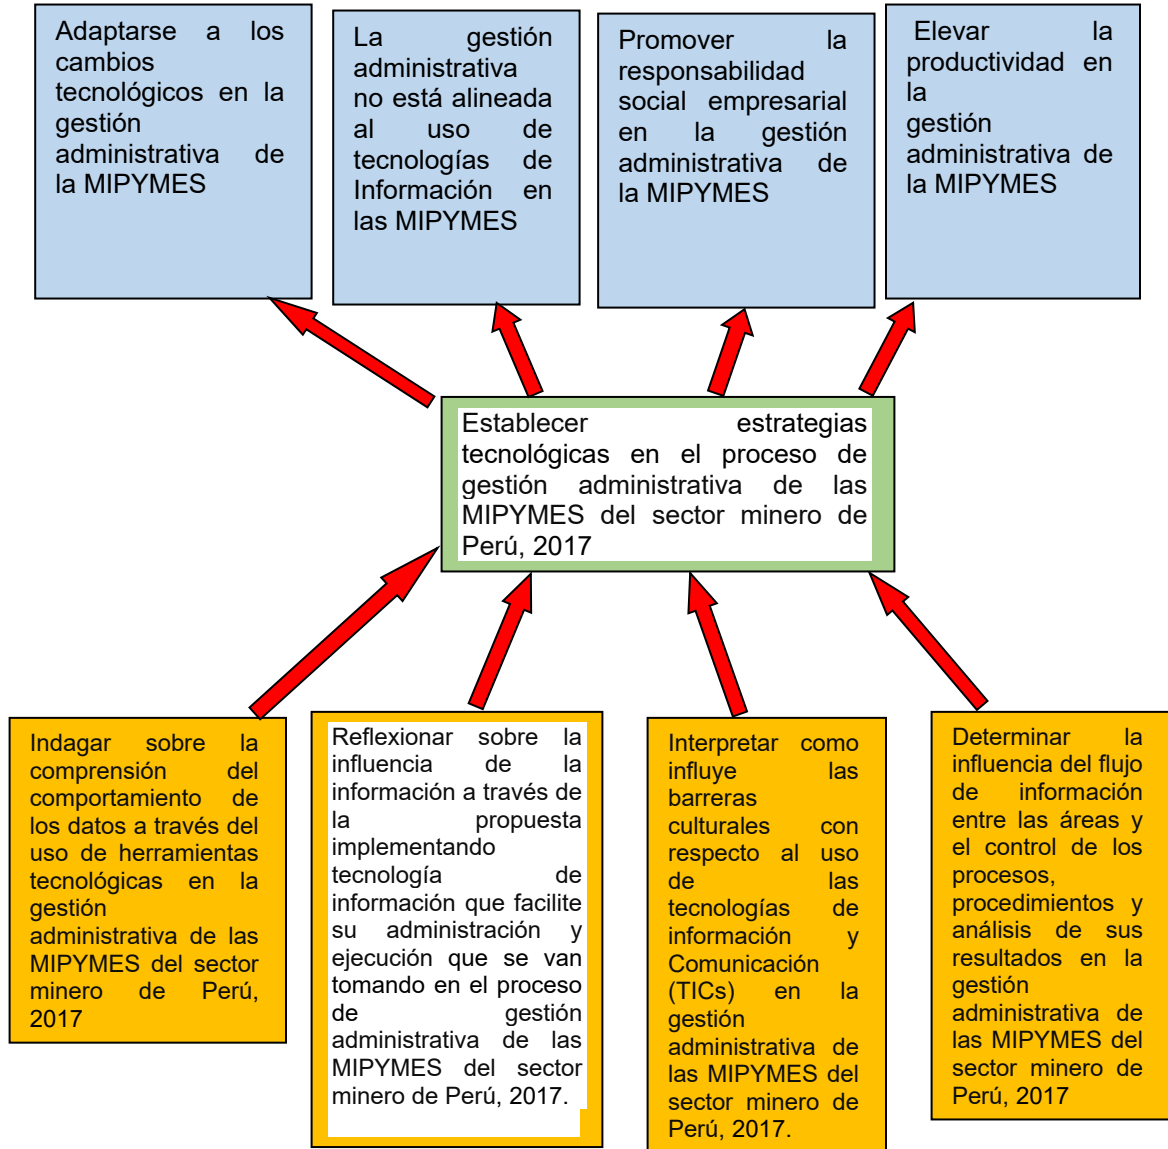 Adaptarse a los
cambios
tecnológicos en la
gestión
administrativa de
la MIPYMES
La gestión
administrativa
no está alineada
al uso de
tecnologías de
Información en
las MIPYMES
Promover la
responsabilidad
social empresarial
en la gestión
administrativa de
la MIPYMES
Elevar la
productividad en
la
gestión
administrativa de
la MIPYMES
Establecer estrategias
tecnológicas en el proceso de
gestión administrativa de las
MIPYMES del sector minero de
Perú, 2017
Indagar sobre la
comprensión del
comportamiento de
los datos a través del
uso de herramientas
tecnológicas en la
gestión
administrativa de las
MIPYMES del sector
minero de Perú,
2017
Reflexionar sobre la
influencia de la
información a través de
la propuesta
implementando
tecnología de
información que facilite
su administración y
ejecución que se van
tomando en el proceso
de gestión
administrativa de las
MIPYMES del sector
minero de Perú, 2017.
Interpretar como
influye las
barreras
culturales con
respecto al uso
de las
tecnologías de
información y
Comunicación
(TICs) en la
gestión
administrativa de
las MIPYMES del
sector minero de
Perú, 2017.
Determinar la
influencia del flujo
de información
entre las áreas y
el control de los
procesos,
procedimientos y
análisis de sus
resultados en la
gestión
administrativa de
las MIPYMES del
sector minero de
Perú, 2017